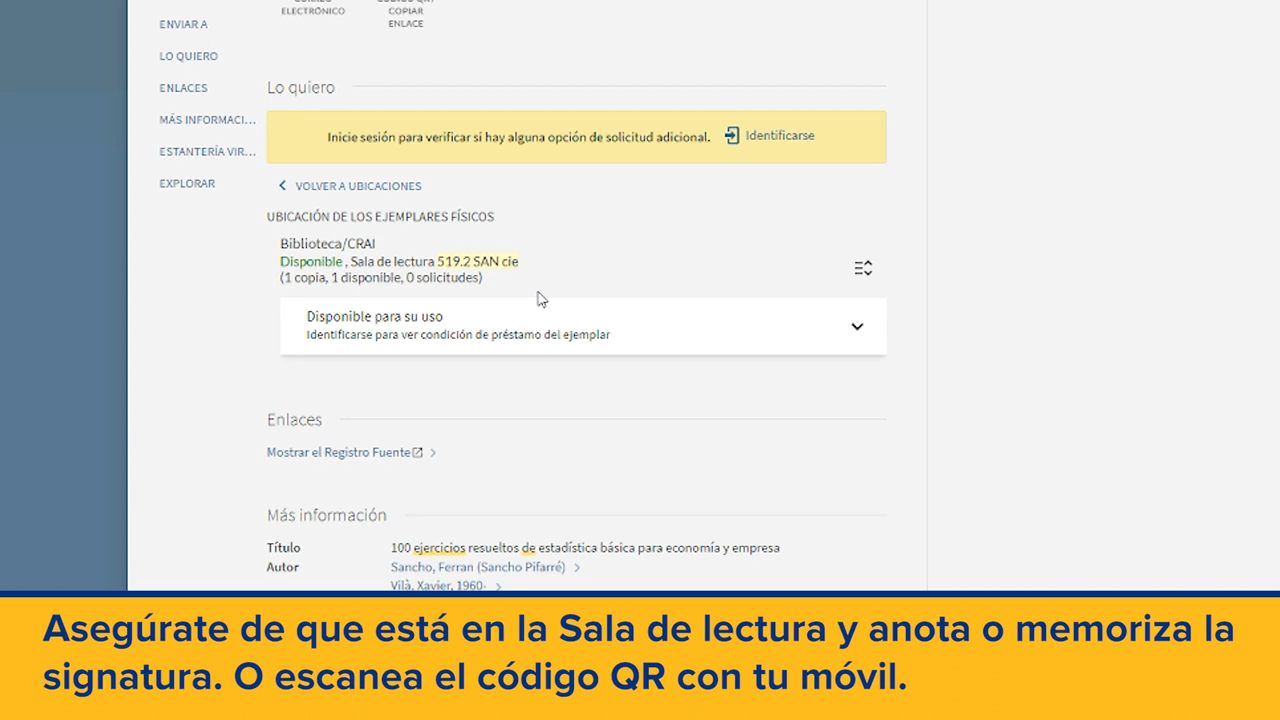 ELECTRÓNICO
COPIAR
ENLACE
ENVIAR A
LO QUIERO
ENLACES
MÁS INFORMACI...
ESTANTERÍA VIR...
EXPLORAR
Lo quiero
Inicie sesión para verificar si hay alguna opción de solicitud adicional. Identificarse
VOLVER A UBICACIONES
UBICACIÓN DE LOS EJEMPLARES FÍSICOS
Biblioteca/CRAI
Disponible , Sala de lectura 519.2 SAN cie
(1 copia, 1 disponible, 0 solicitudes)
Disponible para su uso
Identificarse para ver condición de préstamo del ejemplar
Enlaces
Mostrar el Registro Fuente
Más información
Título 100 ejercicios resueltos de estadística básica para economía y empresa
Autor Sancho, Ferran (Sancho Pifarré)
Vilà, Xavier, 1960-
Asegúrate de que está en la Sala de lectura y anota o memoriza la
signatura. O escanea el código QR con tu móvil.